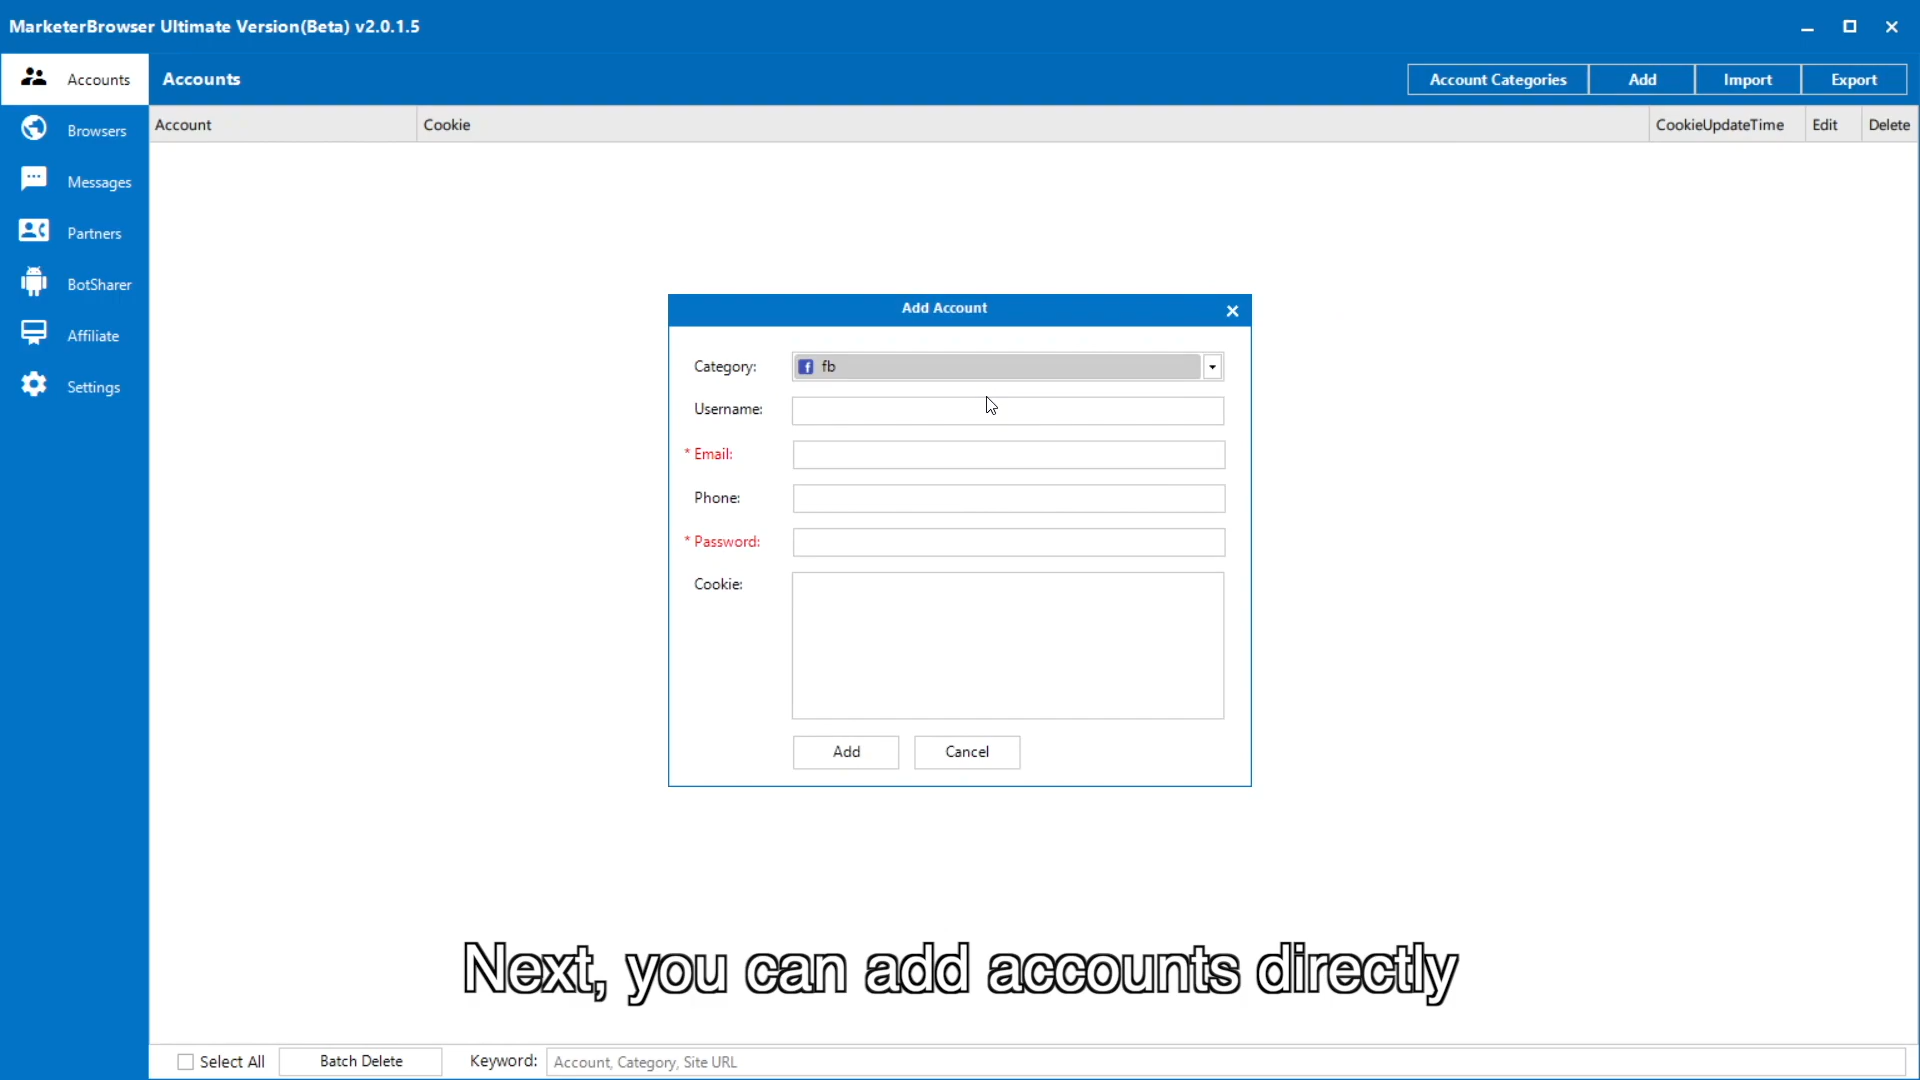 MarketerBrowser Ultimate Version(Beta) v2.0.1.5
Accounts
Accounts
Account Categories
Add
Import
Export
Browsers
Messages
Partners
BotSharer
Affiliate
Settings
Account
Cookie
CookieUpdateTime
Edit
Delete
Add Account
Category:
fb
Username:
* Email:
Phone:
* Password:
Cookie:
Add
Cancel
Next, you can add accounts directly
Select All
Batch Delete
Keyword:
Account, Category, Site URL